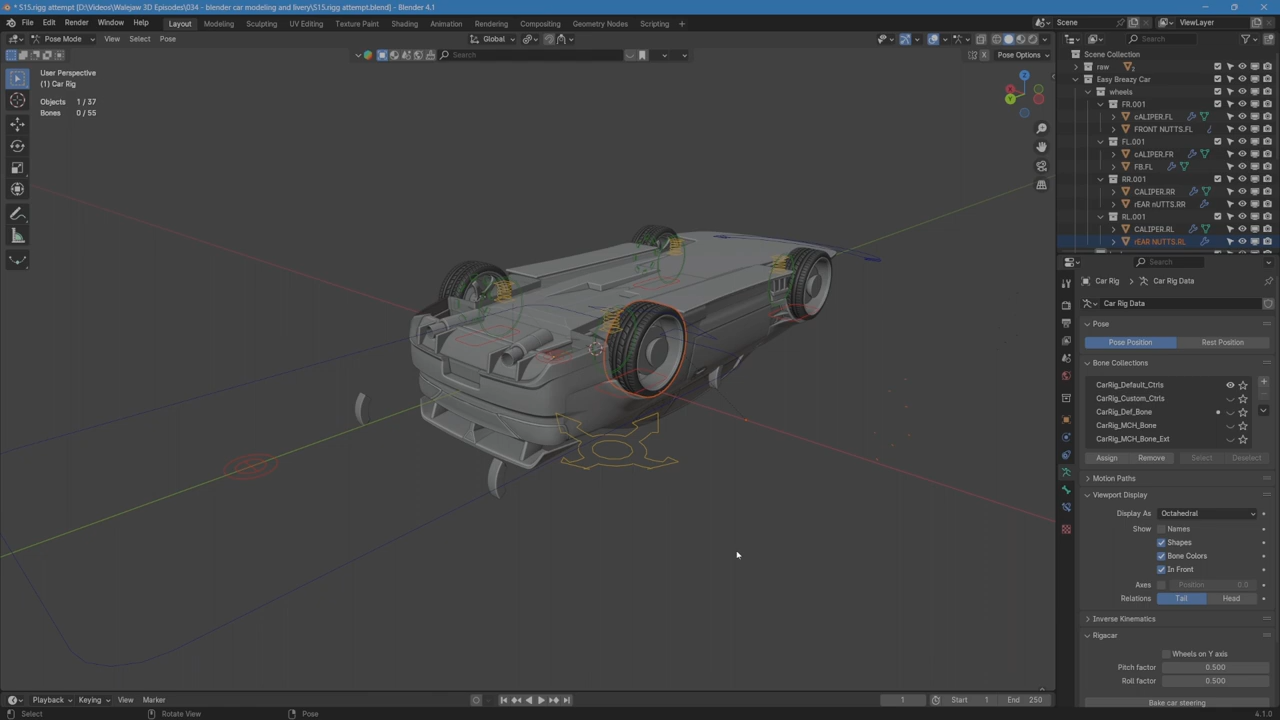 * S15.rigg attempt [D:\Videos\Walejaw 3D Episodes\034 - blender car modeling and livery\S15.rigg attempt.blend] - Blender 4.1
File Edit Render Window Help Layout Modeling Sculpting UV Editing Texture Paint Shading Animation Rendering Compositing Geometry Nodes Scripting + Scene ViewLayer
Pose Mode View Select Pose Global Search
Search Pose Options
User Perspective
(1) Car Rig
Objects 1 / 37
Bones 0 / 55
Z
Y
Scene Collection
raw
Easy Breazy Car
wheels
FR.001
cALIPER.FL
FRONT NUTTS.FL
FL.001
cALIPER.FR
FB.FL
RR.001
CALIPER.RR
rEAR nUTTS.RR
RL.001
CALIPER.RL
rEAR NUTTS.RL
Search
Car Rig > Car Rig Data
Car Rig Data
Pose
Pose Position Rest Position
Bone Collections
CarRig_Default_Ctrls
CarRig_Custom_Ctrls
CarRig_Def_Bone
CarRig_MCH_Bone
CarRig_MCH_Bone_Ext
Assign Remove Select Deselect
Motion Paths
Viewport Display
Display As Octahedral
Show Names
Shapes
Bone Colors
In Front
Axes Position 0.0
Relations Tail Head
Inverse Kinematics
Rigacar
Wheels on Y axis
Pitch factor 0.500
Roll factor 0.500
Bake car steering
Playback Keying View Marker 1 Start 1 End 250
Select Rotate View Pose 4.1.0